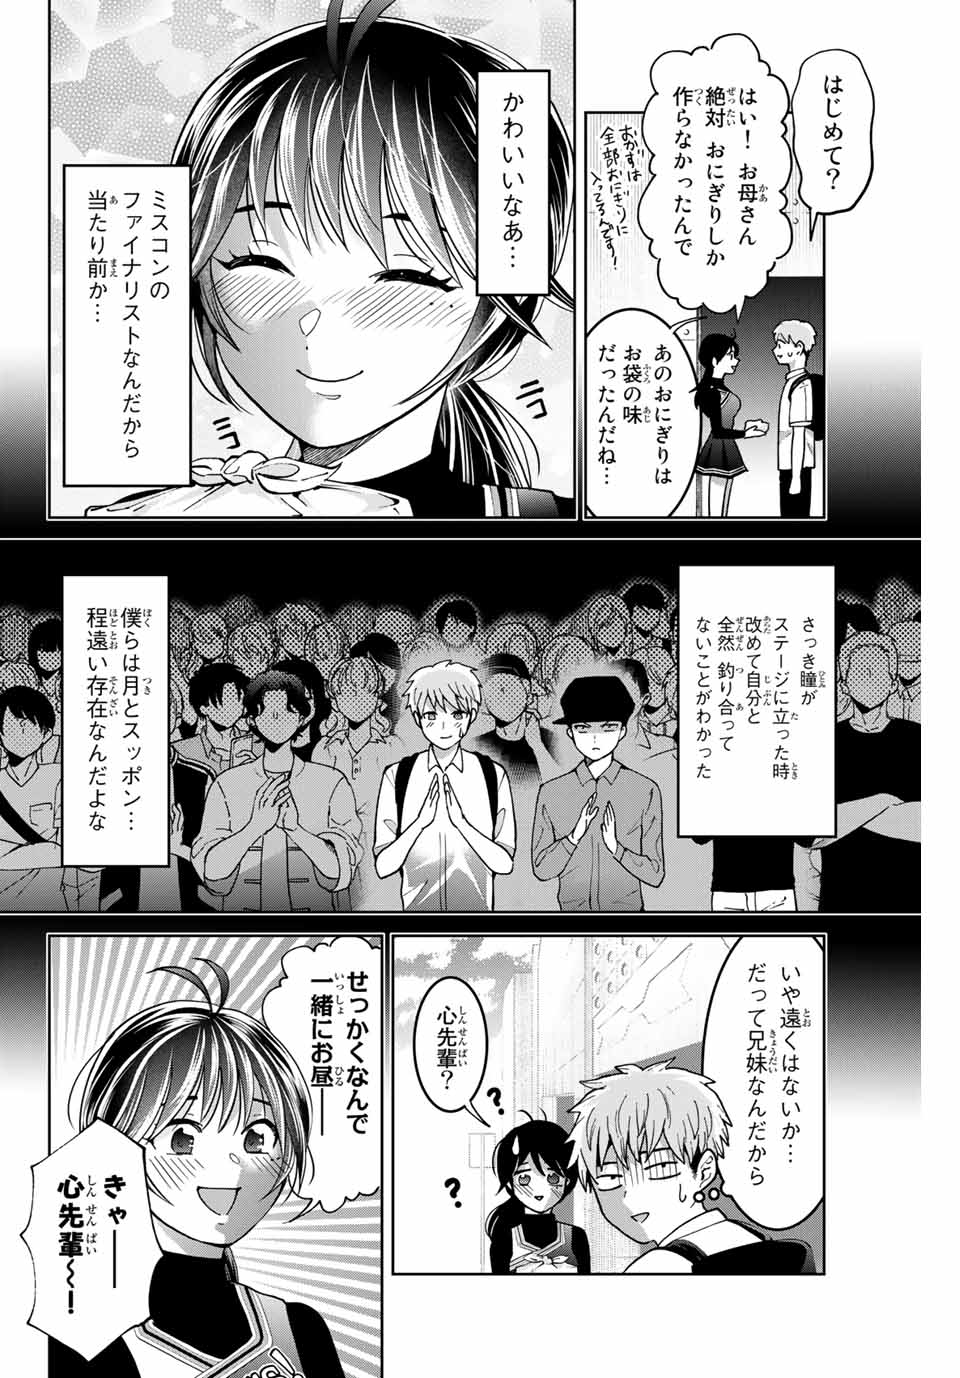 はじめて？
はい！お母さん
絶対 おにぎりしか
作らなかったんで
おかずは
全部おにぎりに
入ってるんです！
あのおにぎりは
お袋の味
だったんだね…
かわいいなあ…
ミスコンの
ファイナリストなんだから
当たり前か…
さっき瞳が
ステージに立った時
改めて自分と
全然 釣り合って
ないことがわかった
僕らは月とスッポン…
程遠い存在なんだよな
いや遠くはないか…
だって兄妹なんだから
心先輩？
せっかくなんで
一緒にお昼——
きゃ——
心先輩〜！